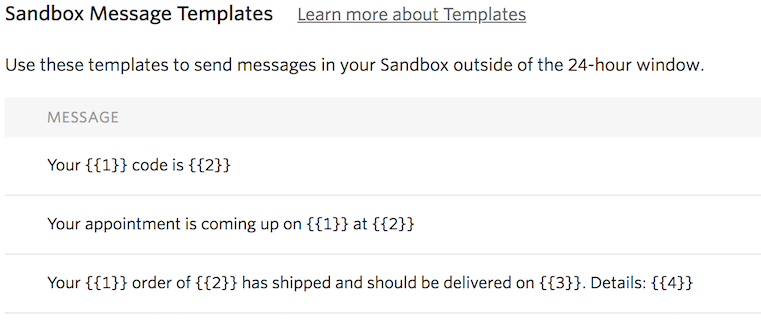 Sandbox Message Templates Learn more about Templates
Use these templates to send messages in your Sandbox outside of the 24-hour window.
MESSAGE
Your {{1}} code is {{2}}
Your appointment is coming up on {{1}} at {{2}}
Your {{1}} order of {{2}} has shipped and should be delivered on {{3}}. Details: {{4}}